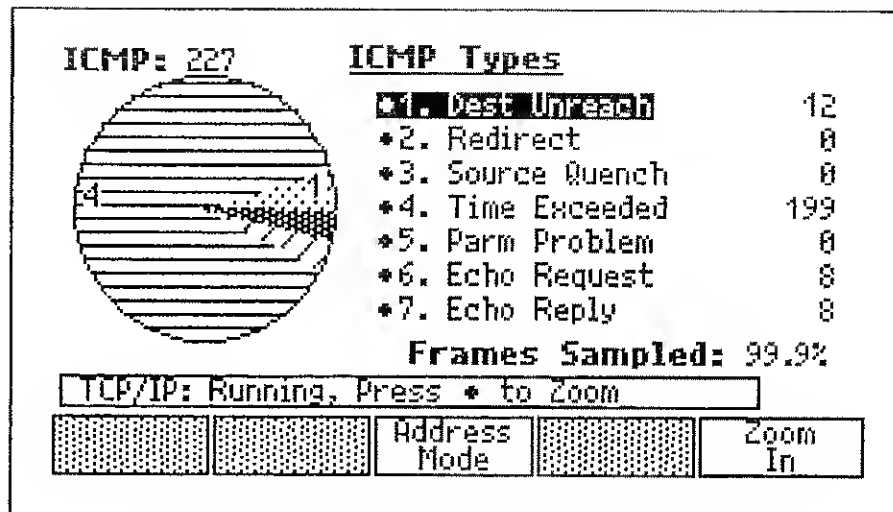 ICMP: 227
ICMP Types
•1. Dest Unreach 12
•2. Redirect 0
•3. Source Quench 0
•4. Time Exceeded 199
•5. Parm Problem 0
•6. Echo Request 8
•7. Echo Reply 8
4
1
Frames Sampled: 99.9%
TCP/IP: Running, Press • to Zoom
Address
Mode
Zoom
In